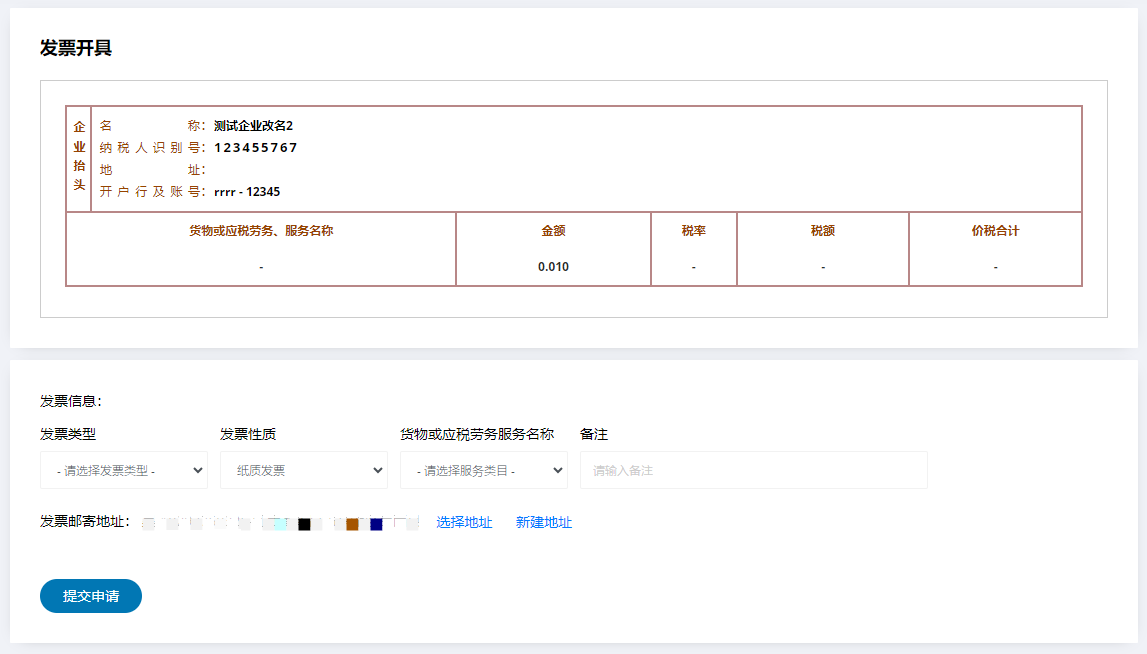 发票开具
企业抬头
名称： 测试企业改名2
纳税人识别号： 123455767
地址：
开户行及账号： rrrr - 12345
货物或应税劳务、服务名称 金额 税率 税额 价税合计
- 0.010 - - -
发票信息：
发票类型 发票性质 货物或应税劳务服务名称 备注
- 请选择发票类型 - 纸质发票 - 请选择服务类目 - 请输入备注
发票邮寄地址： 选择地址 新建地址
提交申请